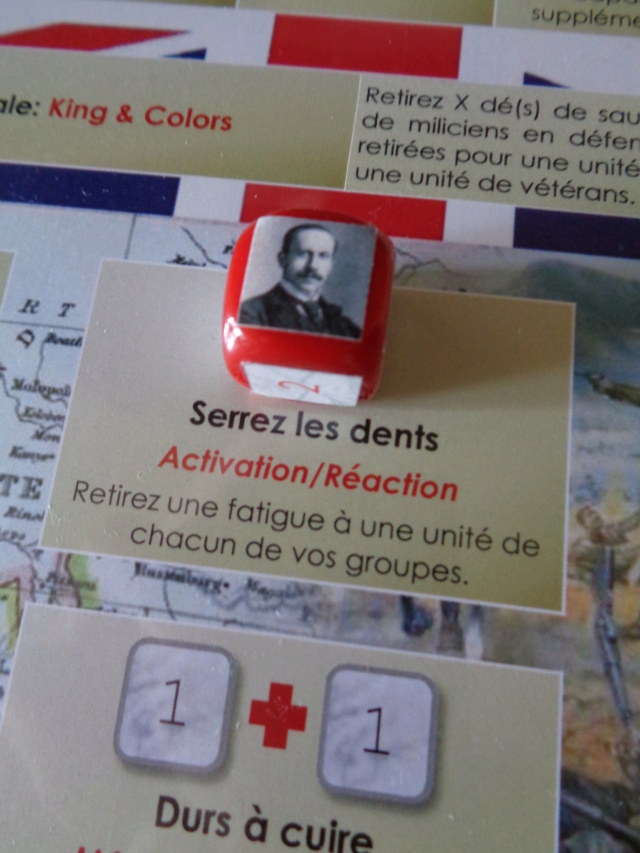 supplém
ale: King & Colors
Retirez X dé(s) de sau
de miliciens en défen
retirées pour une unité
une unité de vétérans.
R T
2
Serrez les dents
Activation/Réaction
Retirez une fatigue à une unité de
chacun de vos groupes.
TE
1 1
Durs à cuire